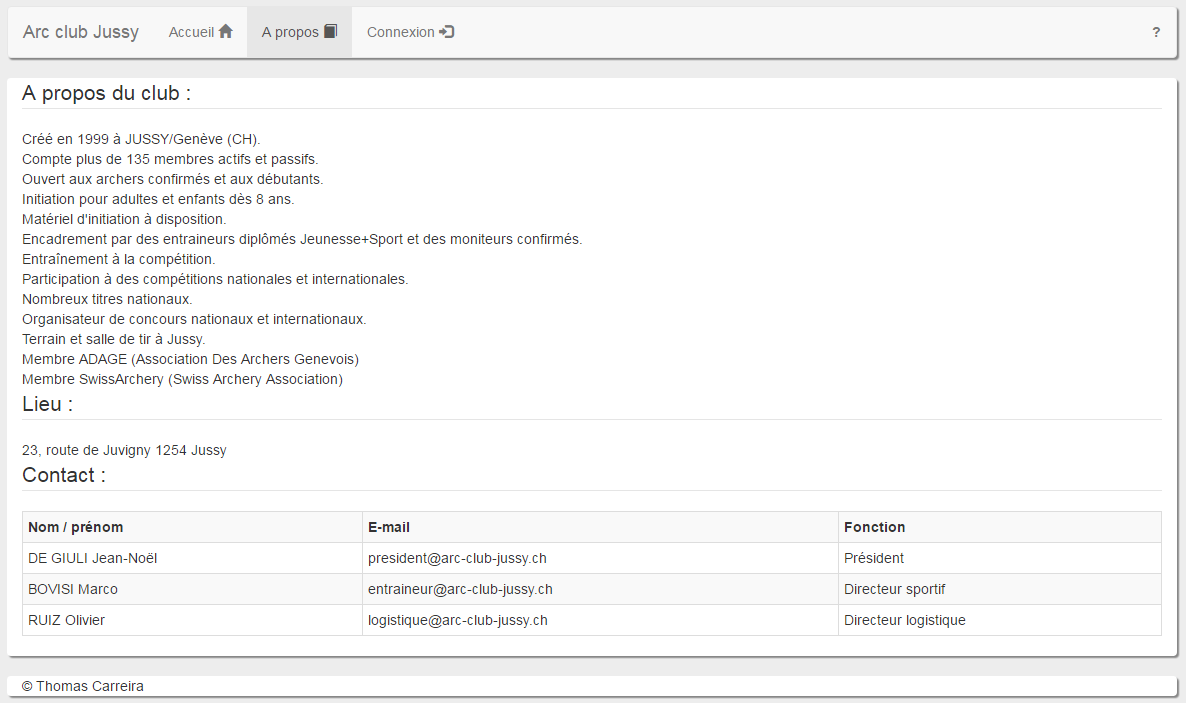 Arc club Jussy Accueil A propos Connexion ?
A propos du club :
Créé en 1999 à JUSSY/Genève (CH).
Compte plus de 135 membres actifs et passifs.
Ouvert aux archers confirmés et aux débutants.
Initiation pour adultes et enfants dès 8 ans.
Matériel d'initiation à disposition.
Encadrement par des entraineurs diplômés Jeunesse+Sport et des moniteurs confirmés.
Entraînement à la compétition.
Participation à des compétitions nationales et internationales.
Nombreux titres nationaux.
Organisateur de concours nationaux et internationaux.
Terrain et salle de tir à Jussy.
Membre ADAGE (Association Des Archers Genevois)
Membre SwissArchery (Swiss Archery Association)
Lieu :
23, route de Juvigny 1254 Jussy
Contact :
Nom / prénom E-mail Fonction
DE GIULI Jean-Noël president@arc-club-jussy.ch Président
BOVISI Marco entraineur@arc-club-jussy.ch Directeur sportif
RUIZ Olivier logistique@arc-club-jussy.ch Directeur logistique
© Thomas Carreira